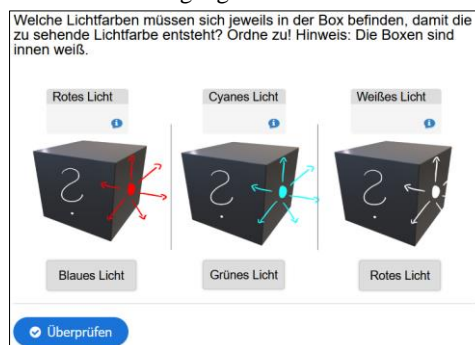 Welche Lichtfarben müssen sich jeweils in der Box befinden, damit die
zu sehende Lichtfarbe entsteht? Ordne zu! Hinweis: Die Boxen sind
innen weiß.
Rotes Licht
Cyanes Licht
Weißes Licht
Blaues Licht
Grünes Licht
Rotes Licht
Überprüfen